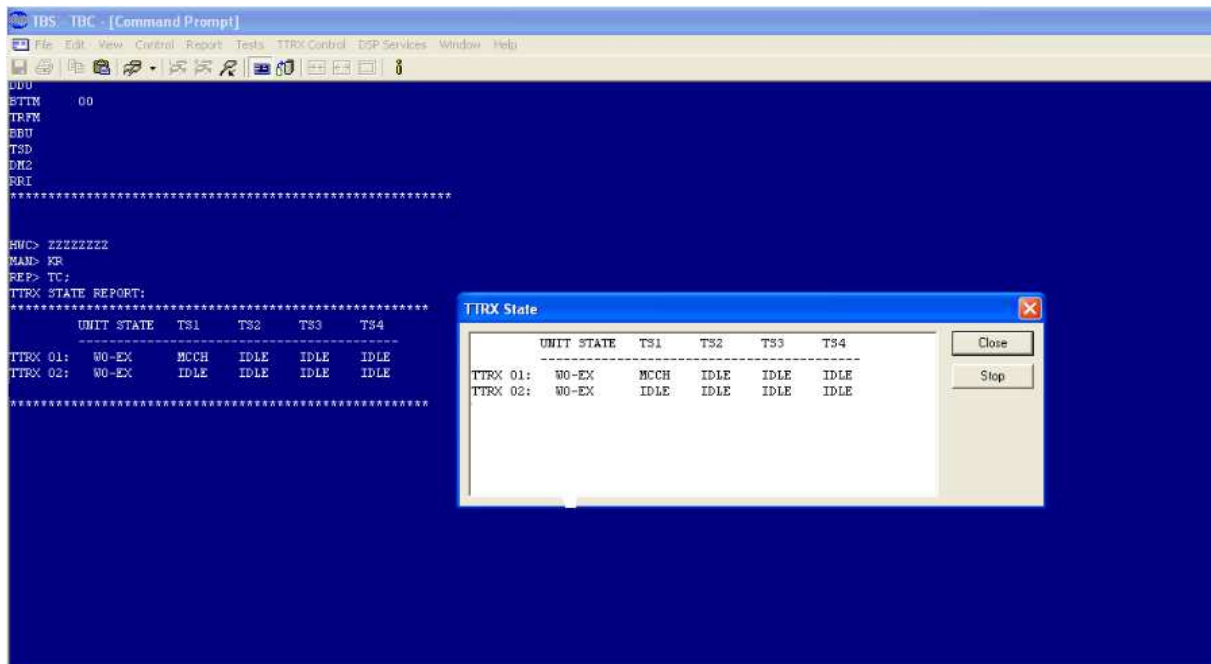 TBS - TBC - [Command Prompt]
File Edit View Control Report Tests TTRX Control DSP Services Window Help
DDU
BTTM 00
TRFM
BBU
TSD
DM2
RRI
**********************************************************
HWC> ZZZZZZZZ
MAN> KR
REP> TC;
TTRX STATE REPORT:
*******************************************************
UNIT STATE TS1 TS2 TS3 TS4
------------------------------------------
TTRX 01: WO-EX MCCH IDLE IDLE IDLE
TTRX 02: WO-EX IDLE IDLE IDLE IDLE
*******************************************************
TTRX State
UNIT STATE TS1 TS2 TS3 TS4
------------------------------------------
TTRX 01: WO-EX MCCH IDLE IDLE IDLE
TTRX 02: WO-EX IDLE IDLE IDLE IDLE
Close
Stop